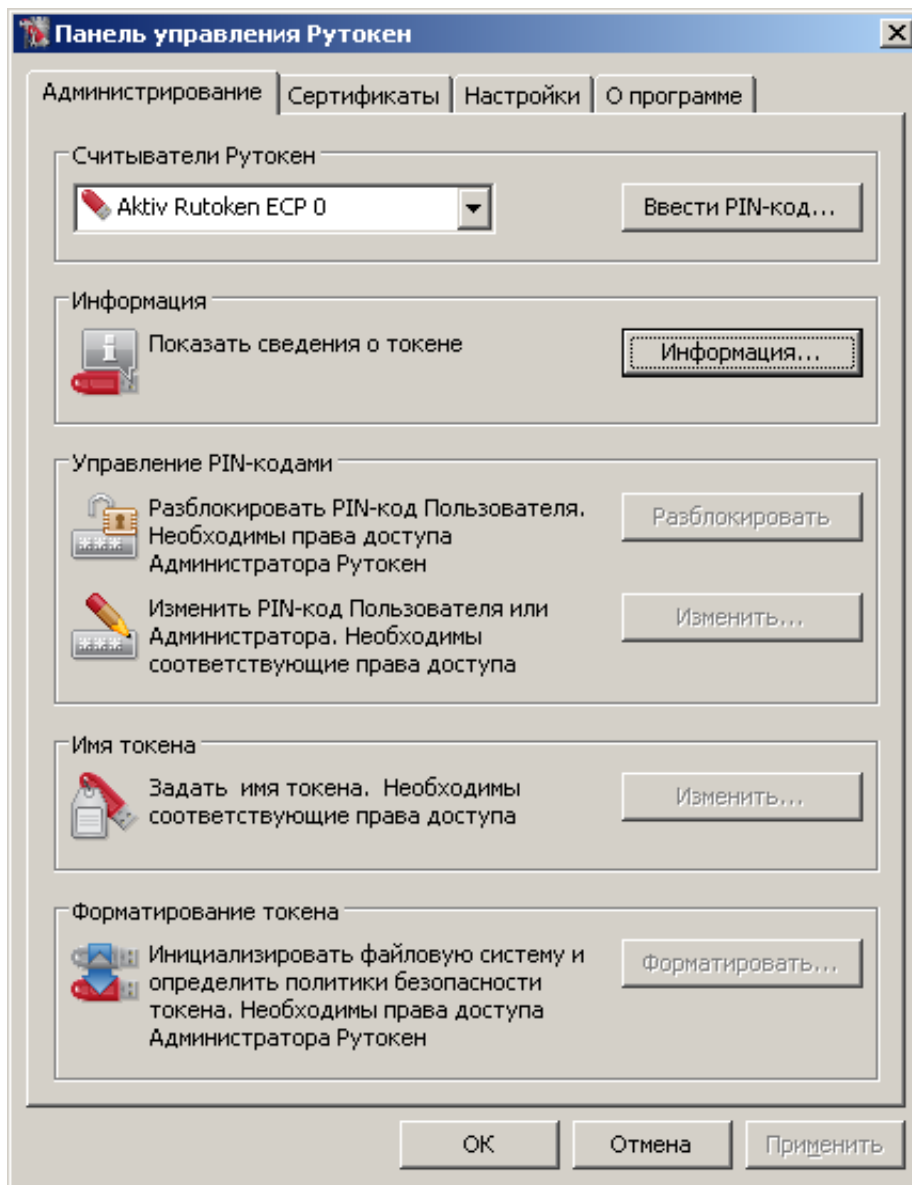 Панель управления Рутокен
Администрирование
Сертификаты
Настройки
О программе
Считыватели Рутокен
Aktiv Rutoken ECP 0
Ввести PIN-код...
Информация
Показать сведения о токене
Информация...
Управление PIN-кодами
Разблокировать PIN-код Пользователя.
Необходимы права доступа
Администратора Рутокен
Разблокировать
Изменить PIN-код Пользователя или
Администратора. Необходимы
соответствующие права доступа
Изменить...
Имя токена
Задать имя токена. Необходимы
соответствующие права доступа
Изменить...
Форматирование токена
Инициализировать файловую систему и
определить политики безопасности
токена. Необходимы права доступа
Администратора Рутокен
Форматировать...
ОК
Отмена
Применить